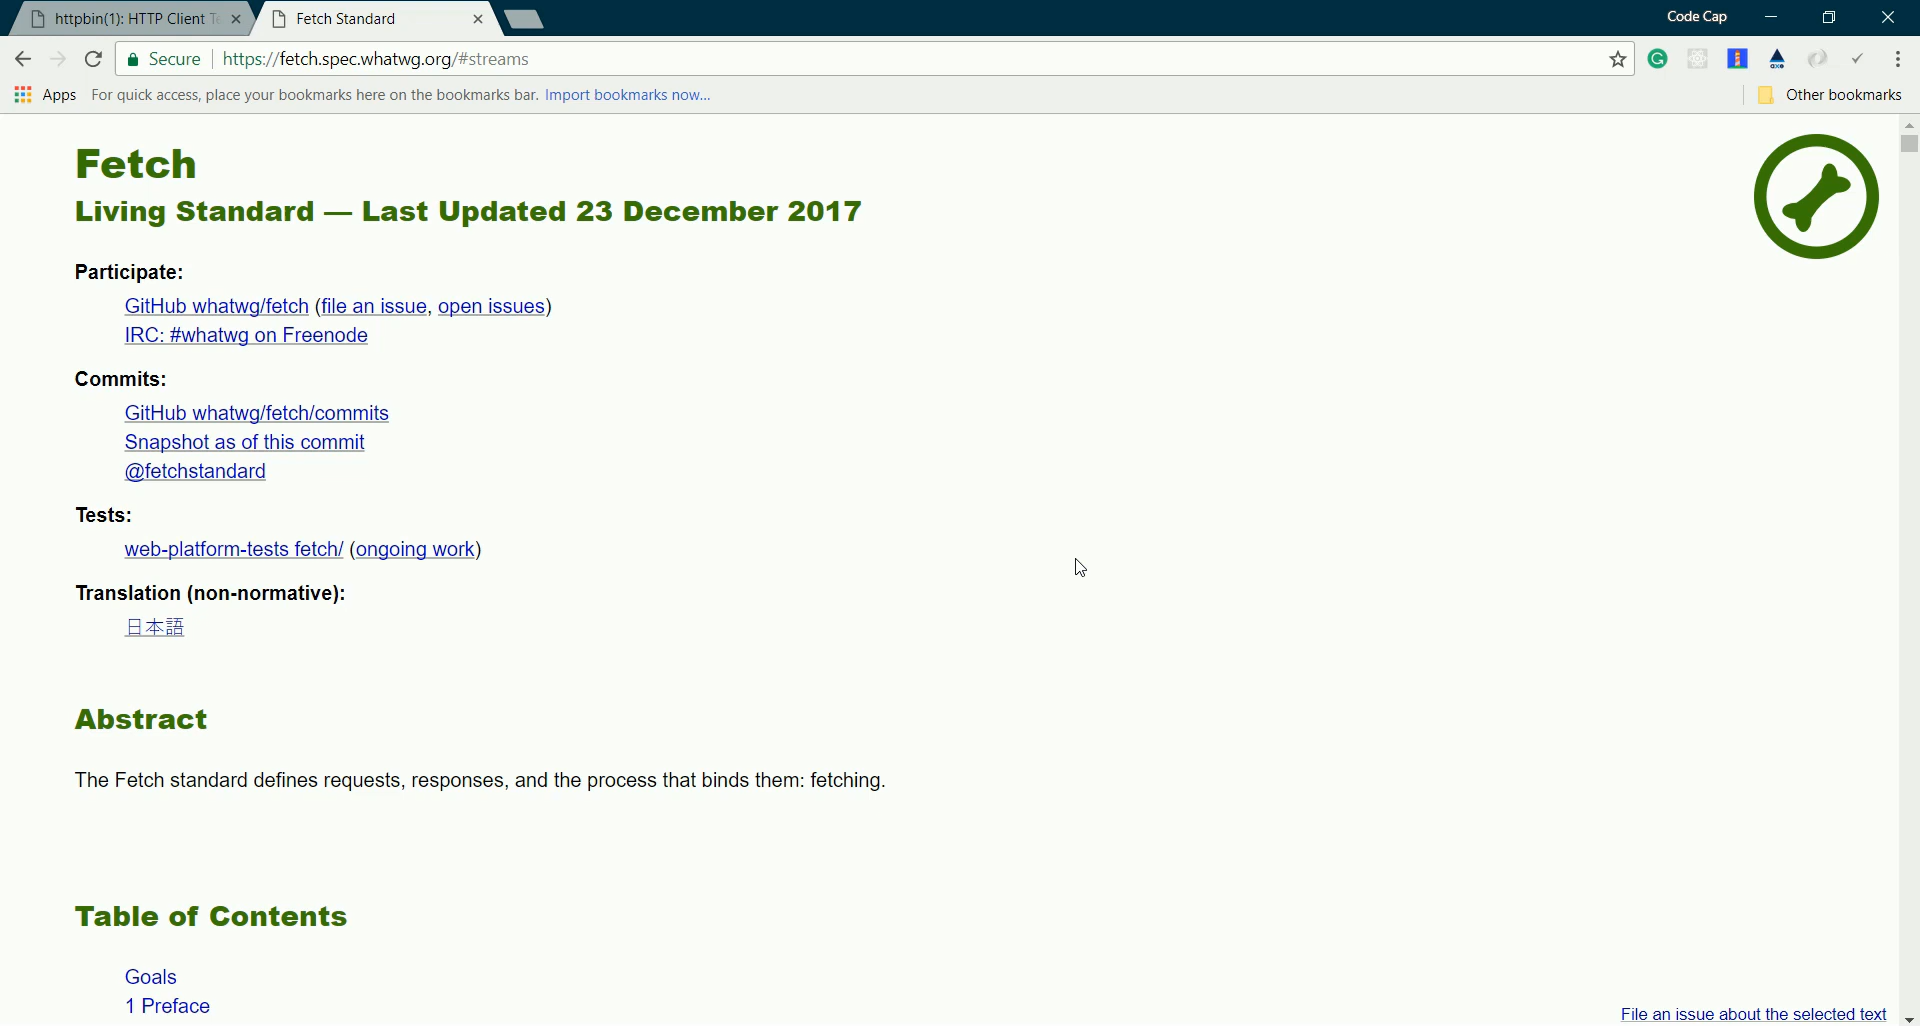 httpbin(1): HTTP Client Te
Fetch Standard
Code Cap
Secure
https://fetch.spec.whatwg.org/#streams
Apps
For quick access, place your bookmarks here on the bookmarks bar. Import bookmarks now...
Other bookmarks
Fetch
Living Standard — Last Updated 23 December 2017
Participate:
GitHub whatwg/fetch (file an issue, open issues)
IRC: #whatwg on Freenode
Commits:
GitHub whatwg/fetch/commits
Snapshot as of this commit
@fetchstandard
Tests:
web-platform-tests fetch/ (ongoing work)
Translation (non-normative):
日本語
Abstract
The Fetch standard defines requests, responses, and the process that binds them: fetching.
Table of Contents
Goals
1 Preface
File an issue about the selected text